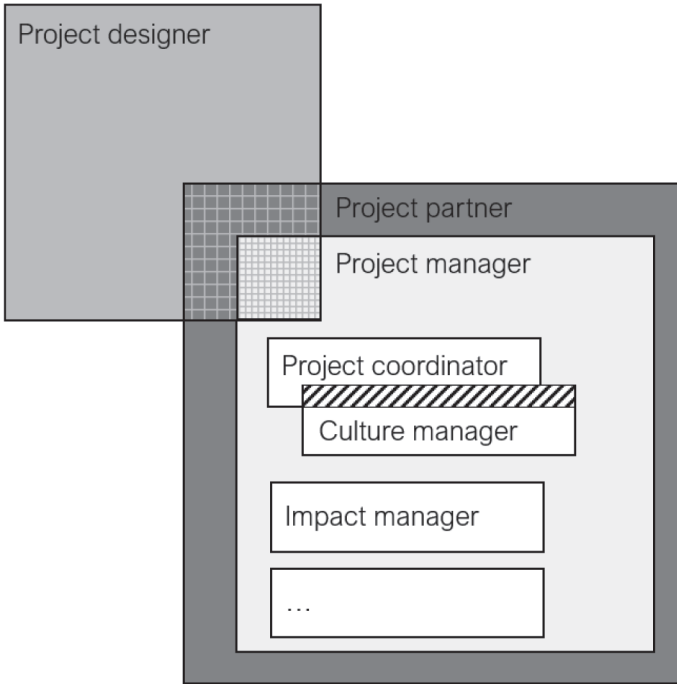 Project designer
Project partner
Project manager
Project coordinator
Culture manager
Impact manager
...